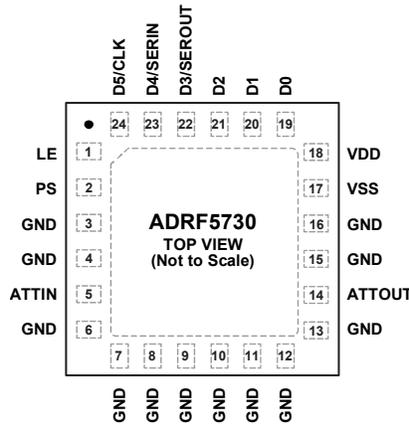 D5/CLK
D4/SERIN
D3/SEROUT
D2
D1
D0
24
23
22
21
20
19
LE
1
18
VDD
PS
2
17
VSS
GND
3
ADRF5730
16
GND
TOP VIEW
(Not to Scale)
GND
4
15
GND
ATTIN
5
14
ATTOUT
GND
6
13
GND
7
8
9
10
11
12
GND
GND
GND
GND
GND
GND